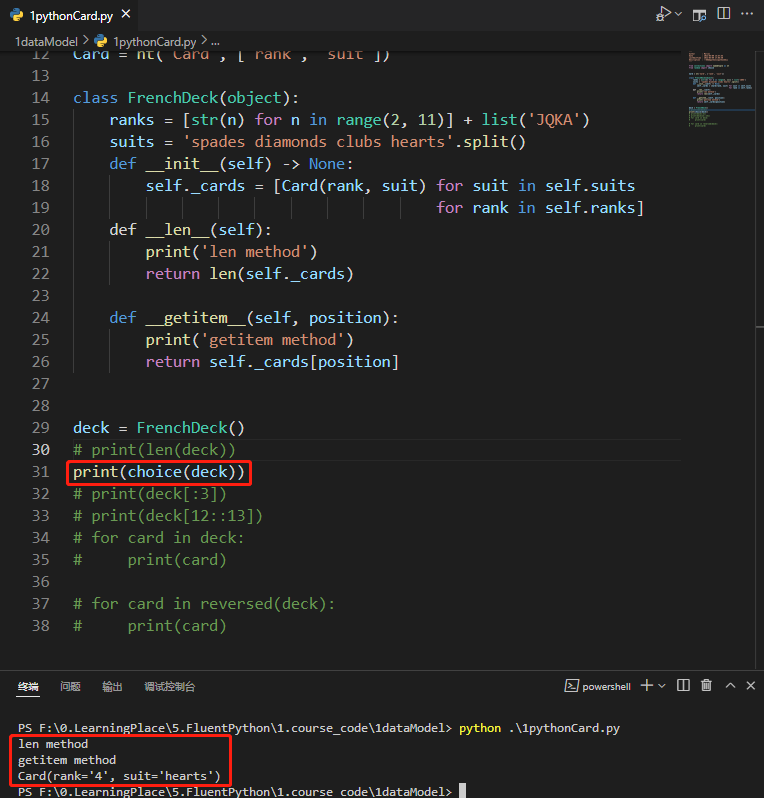 1pythonCard.py ×
1dataModel > 1pythonCard.py > ...
12 Card = nt('Card', ['rank', 'suit'])
13
14 class FrenchDeck(object):
15 ranks = [str(n) for n in range(2, 11)] + list('JQKA')
16 suits = 'spades diamonds clubs hearts'.split()
17 def __init__(self) -> None:
18 self._cards = [Card(rank, suit) for suit in self.suits
19 for rank in self.ranks]
20 def __len__(self):
21 print('len method')
22 return len(self._cards)
23
24 def __getitem__(self, position):
25 print('getitem method')
26 return self._cards[position]
27
28
29 deck = FrenchDeck()
30 # print(len(deck))
31 print(choice(deck))
32 # print(deck[:3])
33 # print(deck[12::13])
34 # for card in deck:
35 #     print(card)
36
37 # for card in reversed(deck):
38 #     print(card)
终端 问题 输出 调试控制台 powershell
PS F:\0.LearningPlace\5.FluentPython\1.course_code\1dataModel> python .\1pythonCard.py
len method
getitem method
Card(rank='4', suit='hearts')
PS F:\0.LearningPlace\5.FluentPython\1.course_code\1dataModel>